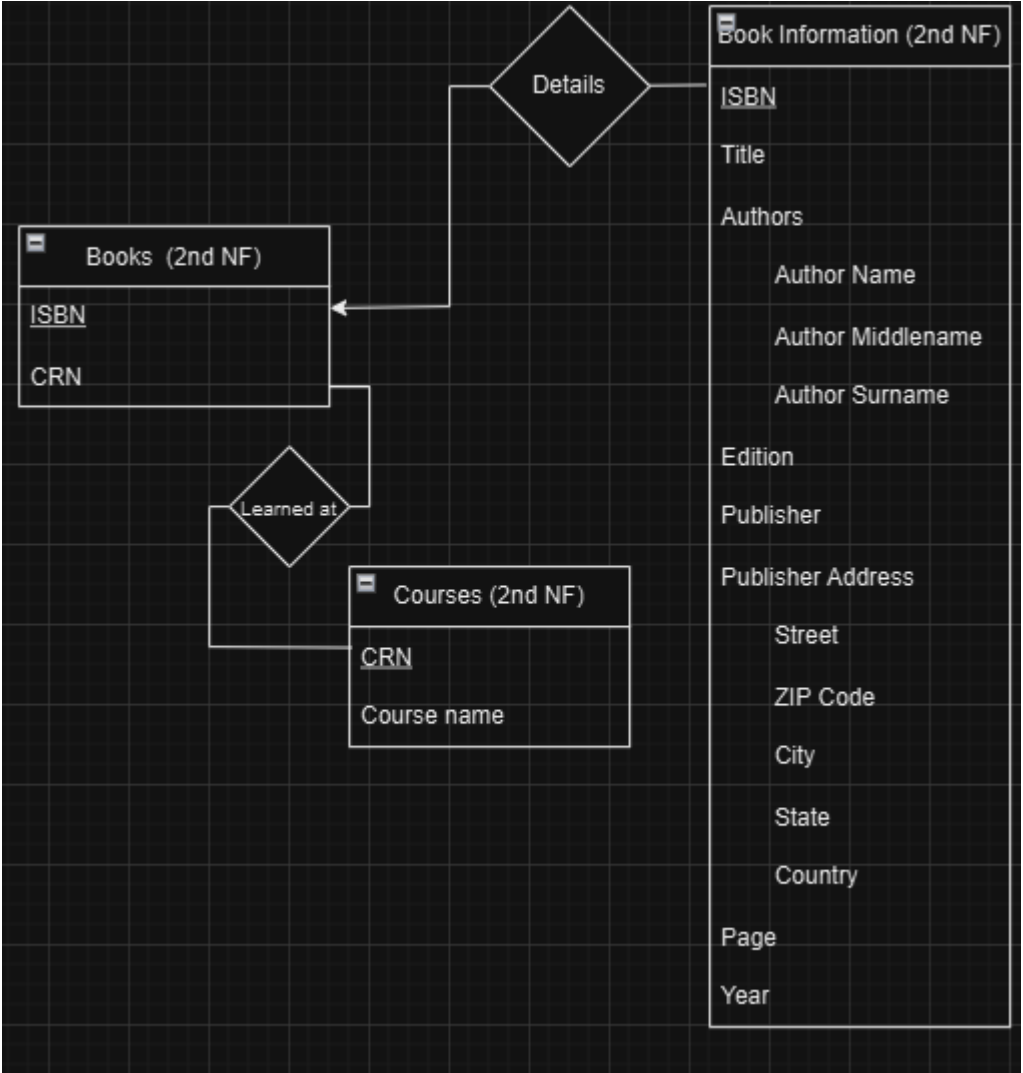 Details
Book Information (2nd NF)
ISBN
Title
Authors
Author Name
Author Middlename
Author Surname
Edition
Publisher
Publisher Address
Street
ZIP Code
City
State
Country
Page
Year
Books (2nd NF)
ISBN
CRN
Learned at
Courses (2nd NF)
CRN
Course name